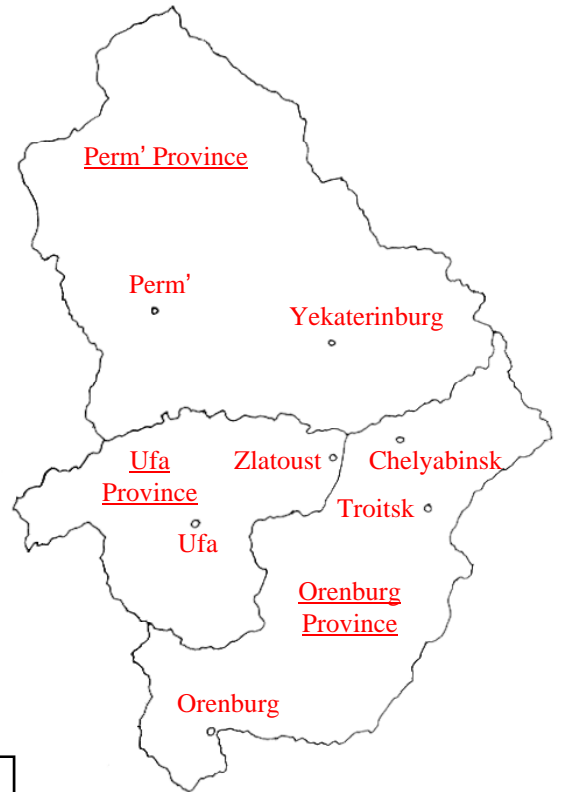 Perm’ Province
Perm’
Yekaterinburg
Ufa
Province
Zlatoust
Chelyabinsk
Troitsk
Ufa
Orenburg
Province
Orenburg